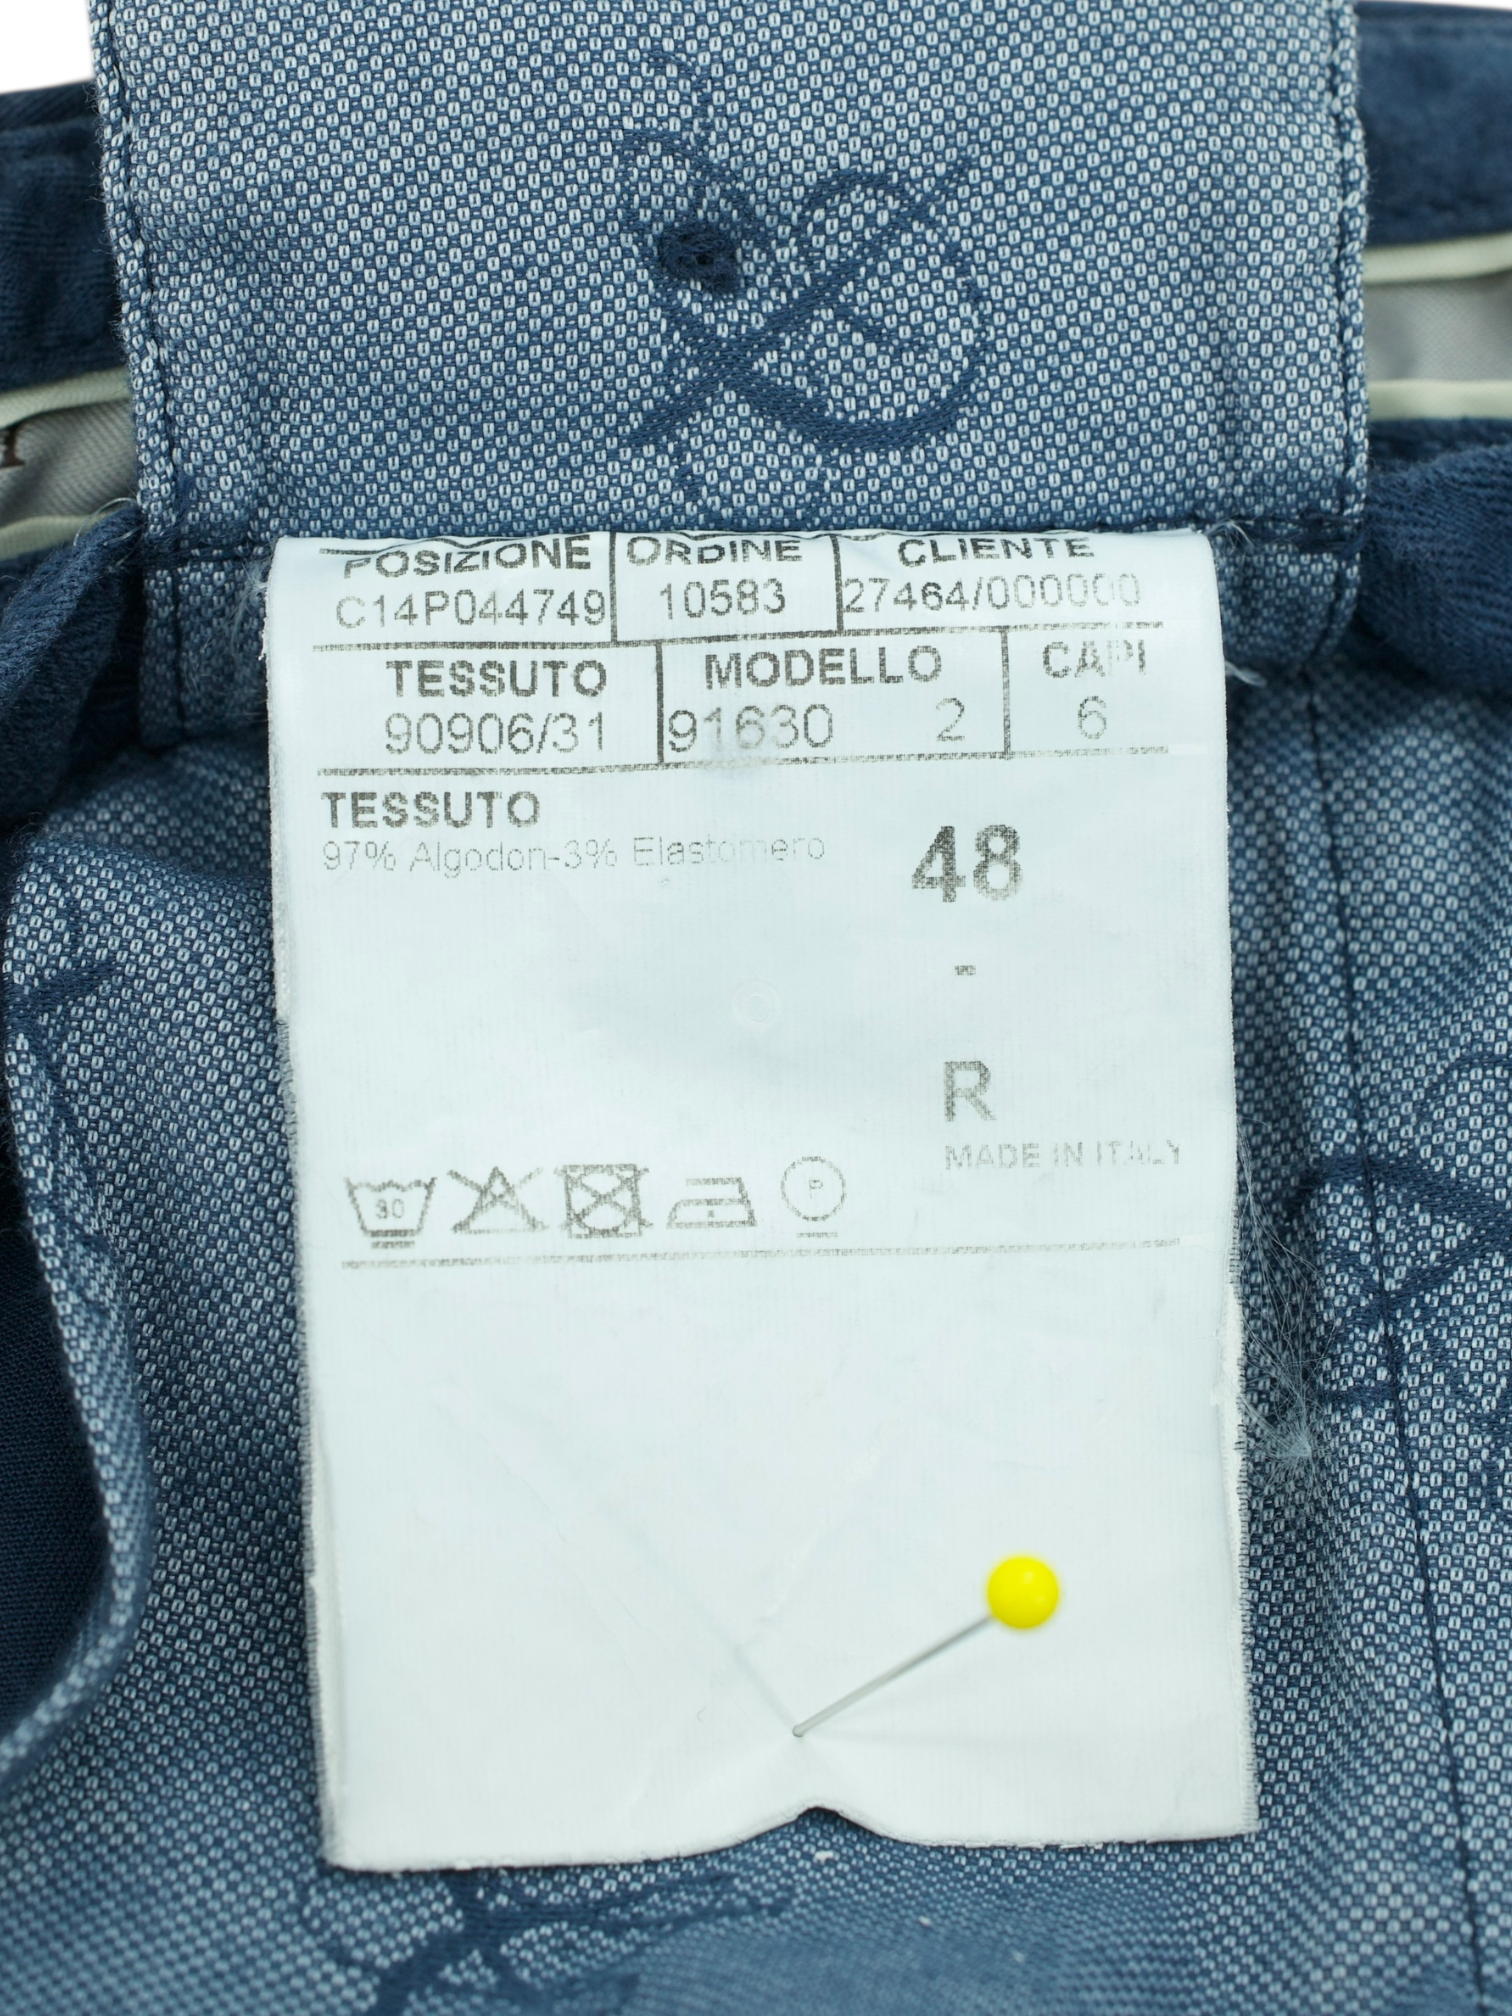 POSIZIONE ORDINE CLIENTE
C14P044749 10583 27464/000000
TESSUTO MODELLO CAPI
90906/31 91630 2 6
TESSUTO
97% Algodon-3% Elastomero
48
-
R
MADE IN ITALY
30
P